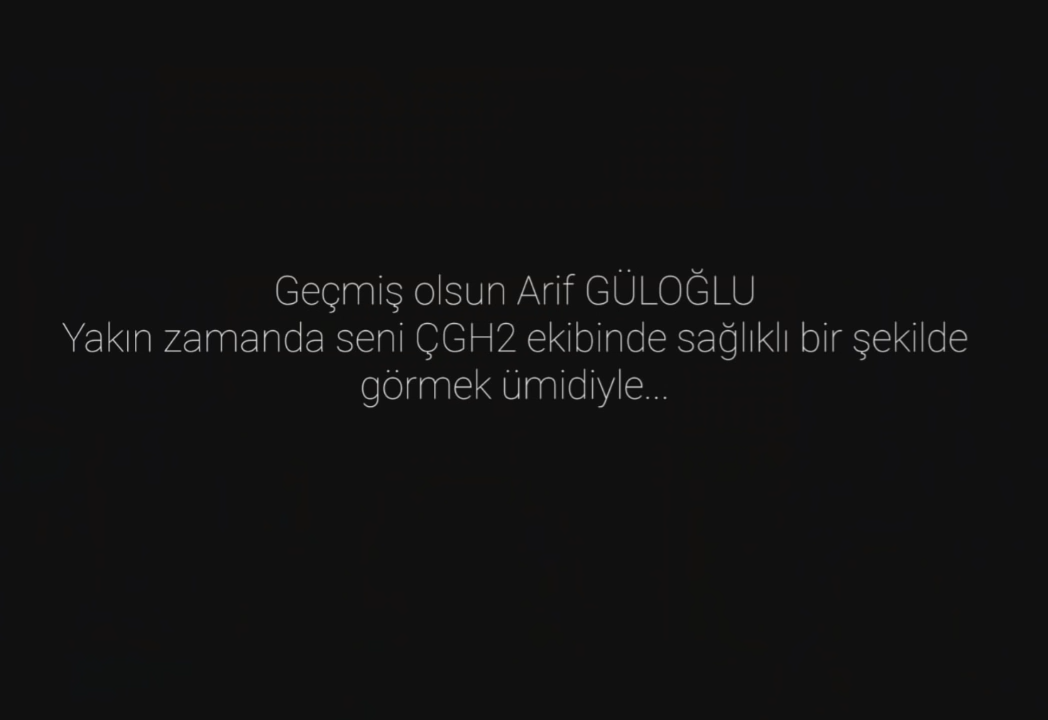 Geçmiş olsun Arif GÜLOĞLU
Yakın zamanda seni ÇGH2 ekibinde sağlıklı bir şekilde
görmek ümidiyle...